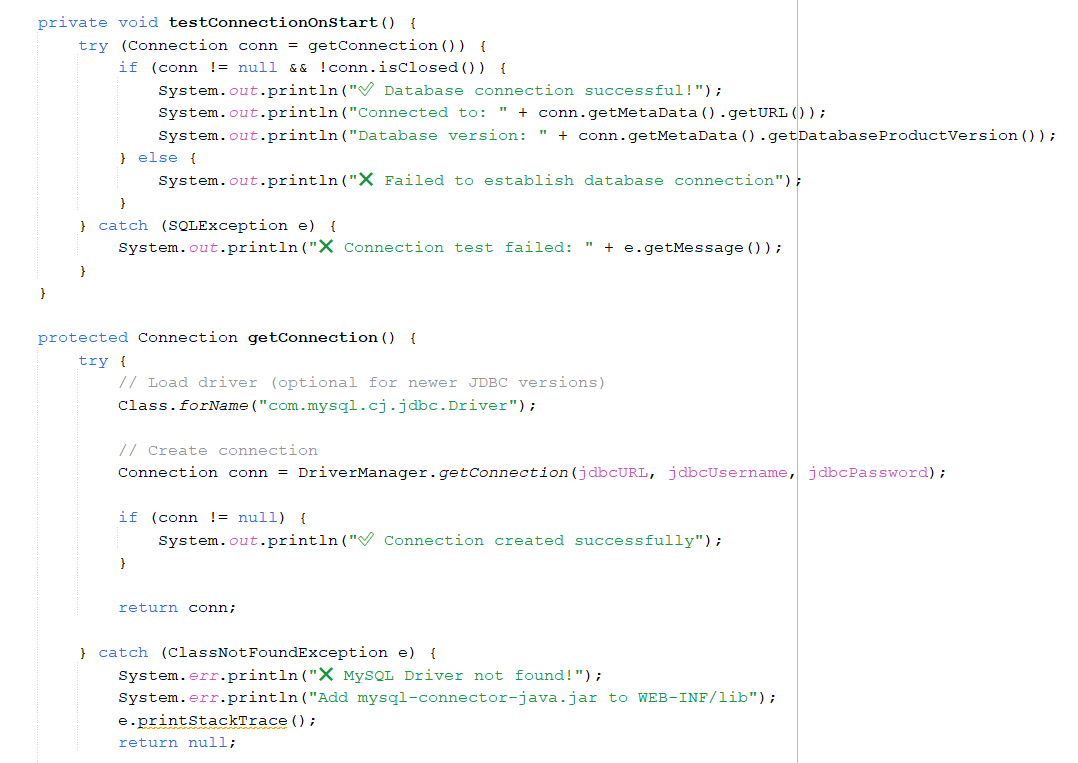 private void testConnectionOnStart() {
    try (Connection conn = getConnection()) {
        if (conn != null && !conn.isClosed()) {
            System.out.println("✅ Database connection successful!");
            System.out.println("Connected to: " + conn.getMetaData().getURL());
            System.out.println("Database version: " + conn.getMetaData().getDatabaseProductVersion());
        } else {
            System.out.println("❌ Failed to establish database connection");
        }
    } catch (SQLException e) {
        System.out.println("❌ Connection test failed: " + e.getMessage());
    }
}

protected Connection getConnection() {
    try {
        // Load driver (optional for newer JDBC versions)
        Class.forName("com.mysql.cj.jdbc.Driver");

        // Create connection
        Connection conn = DriverManager.getConnection(jdbcURL, jdbcUsername, jdbcPassword);

        if (conn != null) {
            System.out.println("✅ Connection created successfully");
        }

        return conn;

    } catch (ClassNotFoundException e) {
        System.err.println("❌ MySQL Driver not found!");
        System.err.println("Add mysql-connector-java.jar to WEB-INF/lib");
        e.printStackTrace();
        return null;